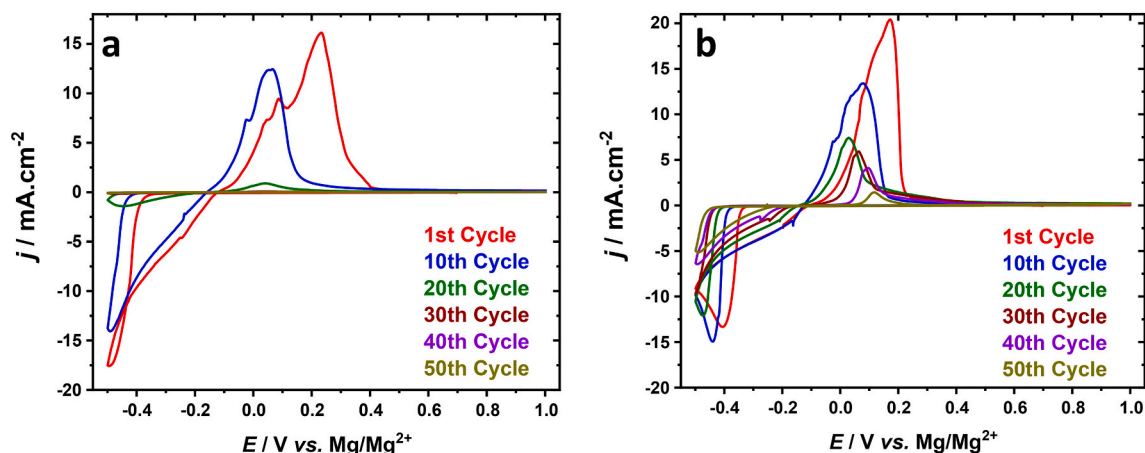 a
15
10
5
0
-5
-10
-15
-20
j / mA.cm-2
1st Cycle
10th Cycle
20th Cycle
30th Cycle
40th Cycle
50th Cycle
-0.4 -0.2 0.0 0.2 0.4 0.6 0.8 1.0
E / V vs. Mg/Mg2+
b
20
15
10
5
0
-5
-10
-15
-20
j / mA.cm-2
1st Cycle
10th Cycle
20th Cycle
30th Cycle
40th Cycle
50th Cycle
-0.4 -0.2 0.0 0.2 0.4 0.6 0.8 1.0
E / V vs. Mg/Mg2+